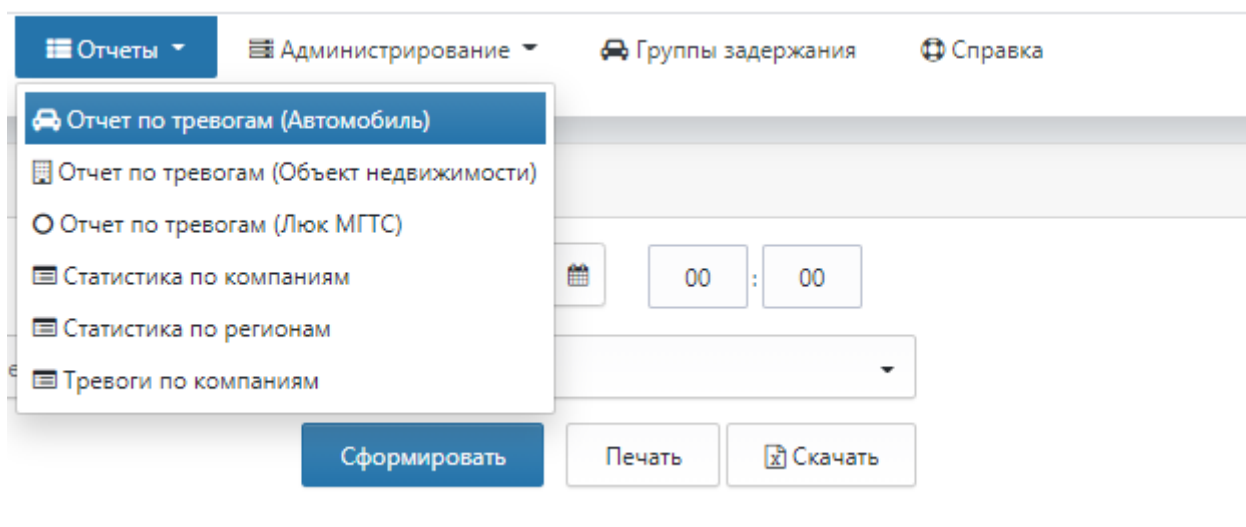 Отчеты
Администрирование
Группы задержания
Справка
Отчет по тревогам (Автомобиль)
Отчет по тревогам (Объект недвижимости)
Отчет по тревогам (Люк МГТС)
Статистика по компаниям
00 : 00
Статистика по регионам
Тревоги по компаниям
Сформировать
Печать
Скачать